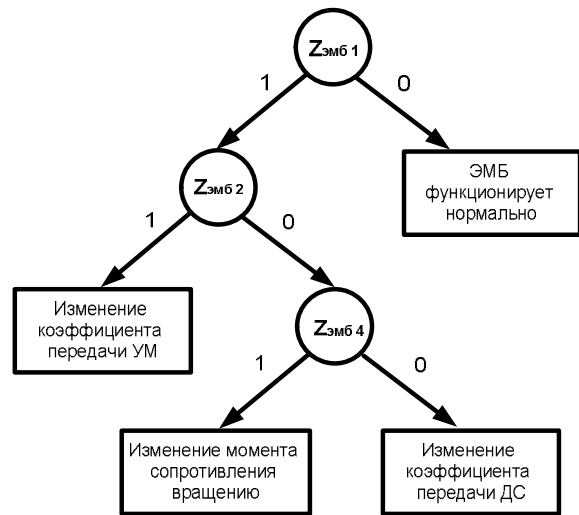 Zэмб 1
1
0
Zэмб 2
ЭМБ
функционирует
нормально
1
0
Изменение
коэффициента
передачи УМ
Zэмб 4
1
0
Изменение момента
сопротивления
вращению
Изменение
коэффициента
передачи ДС